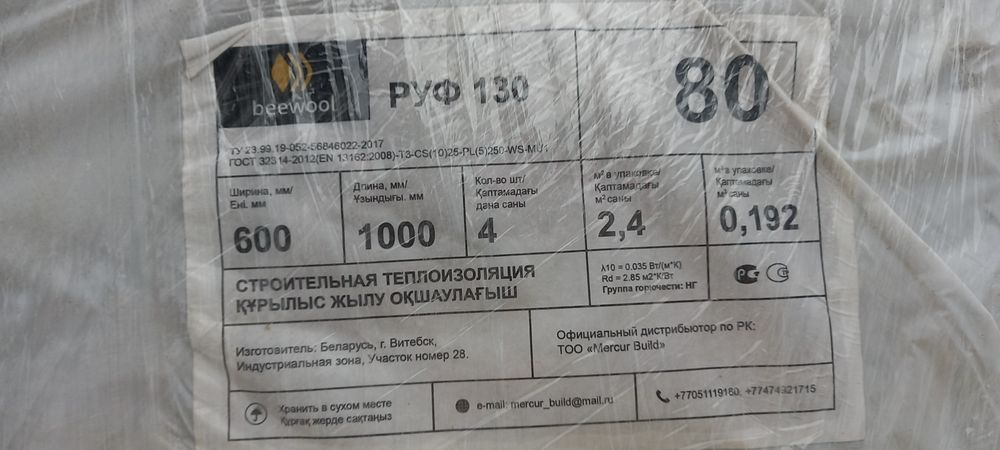 beewool
РУФ 130
80
ТУ 23.99.19-052-56846022-2017
ГОСТ 32314-2012(EN 13162:2008)-T3-CS(10)25-PL(5)250-WS-MU1
Ширина, мм/
Ені. мм
600
Длина, мм/
Ұзындығы. мм
1000
Кол-во шт/
Қаптамадағы
дана саны
4
м² в упаковке/
Қаптамадағы
м² саны
2,4
м³ в упаковке/
Қаптамадағы
м³ саны
0,192
СТРОИТЕЛЬНАЯ ТЕПЛОИЗОЛЯЦИЯ
ҚҰРЫЛЫС ЖЫЛУ ОҚШАУЛАҒЫШ
λ10 = 0.035 Вт/(м*К)
Rd = 2.85 м2*К/Вт
Группа горючести: НГ
РСТ
Изготовитель: Беларусь, г. Витебск,
Индустриальная зона, Участок номер 28.
Официальный дистрибьютор по РК:
ТОО «Mercur Build»
Хранить в сухом месте
Құрғақ жерде сақтаңыз
e-mail: mercur_build@mail.ru
+77051119180, +77474321715